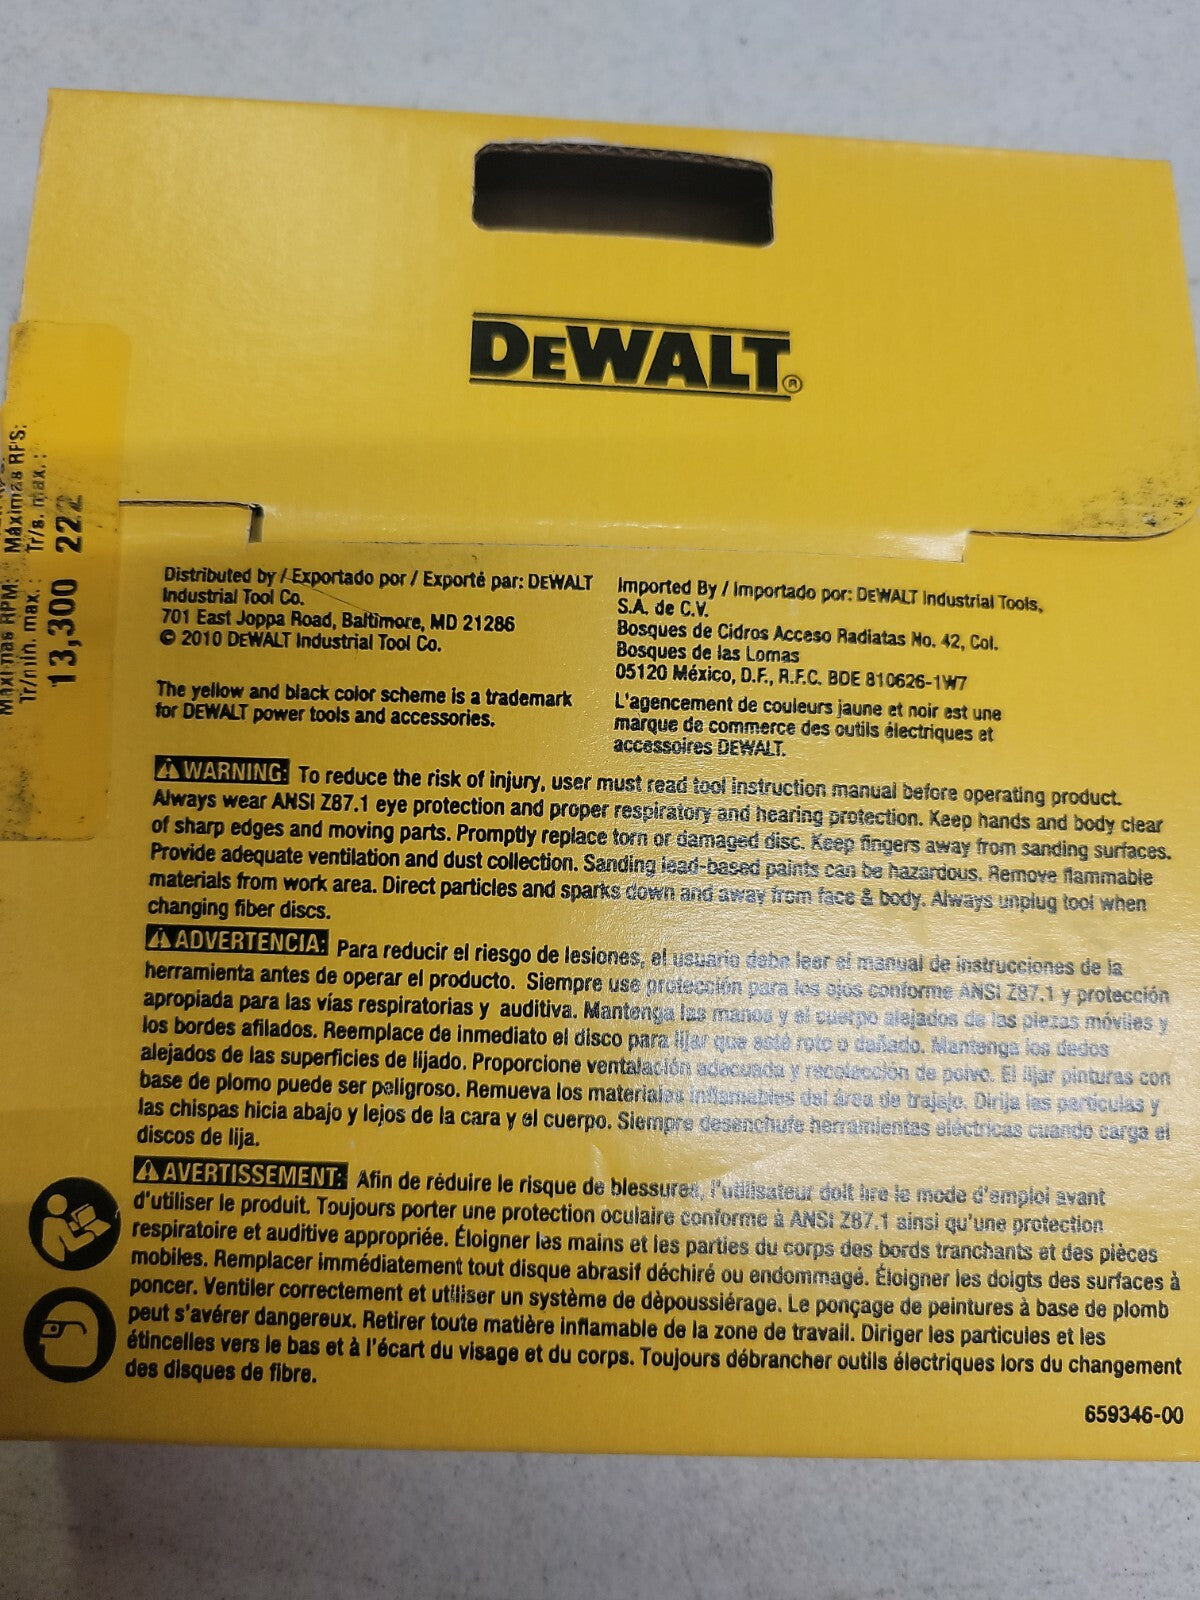 DEWALT®
Máximas RPS:
Tr/s. max. :
222
RPM:
Tr/min. max. :
13,300
Distributed by / Exportado por / Exporté par: DEWALT
Industrial Tool Co.
701 East Joppa Road, Baltimore, MD 21286
© 2010 DEWALT Industrial Tool Co.
The yellow and black color scheme is a trademark
for DEWALT power tools and accessories.
Imported By / Importado por: DEWALT Industrial Tools,
S.A. de C.V.
Bosques de Cidros Acceso Radiatas No. 42, Col.
Bosques de las Lomas
05120 México, D.F., R.F.C. BDE 810626-1W7
L'agencement de couleurs jaune et noir est une
marque de commerce des outils électriques et
accessoires DEWALT.
⚠WARNING: To reduce the risk of injury, user must read tool instruction manual before operating product.
Always wear ANSI Z87.1 eye protection and proper respiratory and hearing protection. Keep hands and body clear
of sharp edges and moving parts. Promptly replace torn or damaged disc. Keep fingers away from sanding surfaces.
Provide adequate ventilation and dust collection. Sanding lead-based paints can be hazardous. Remove flammable
materials from work area. Direct particles and sparks down and away from face & body. Always unplug tool when
changing fiber discs.
⚠ADVERTENCIA: Para reducir el riesgo de lesiones, el usuario debe leer el manual de instrucciones de la
herramienta antes de operar el producto. Siempre use protección para los ojos conforme ANSI Z87.1 y protección
apropiada para las vías respiratorias y auditiva. Mantenga las manos y el cuerpo alejados de las piezas móviles y
los bordes afilados. Reemplace de inmediato el disco para lijar que esté roto o dañado. Mantenga los dedos
alejados de las superficies de lijado. Proporcione ventalación adecuada y recolección de polvo. El lijar pinturas con
base de plomo puede ser peligroso. Remueva los materiales inflamables del área de trajajo. Dirija las partículas y
las chispas hicia abajo y lejos de la cara y el cuerpo. Siempre desenchufe herramientas eléctricas cuando carga el
discos de lija.
⚠AVERTISSEMENT: Afin de réduire le risque de blessures, l'utilisateur doit lire le mode d'emploi avant
d'utiliser le produit. Toujours porter une protection oculaire conforme à ANSI Z87.1 ainsi qu'une protection
respiratoire et auditive appropriée. Éloigner les mains et les parties du corps des bords tranchants et des pièces
mobiles. Remplacer immédiatement tout disque abrasif déchiré ou endommagé. Éloigner les doigts des surfaces à
poncer. Ventiler correctement et utiliser un système de dèpoussiérage. Le ponçage de peintures à base de plomb
peut s'avérer dangereux. Retirer toute matière inflamable de la zone de travail. Diriger les particules et les
étincelles vers le bas et à l'écart du visage et du corps. Toujours débrancher outils électriques lors du changement
des disques de fibre.
659346-00